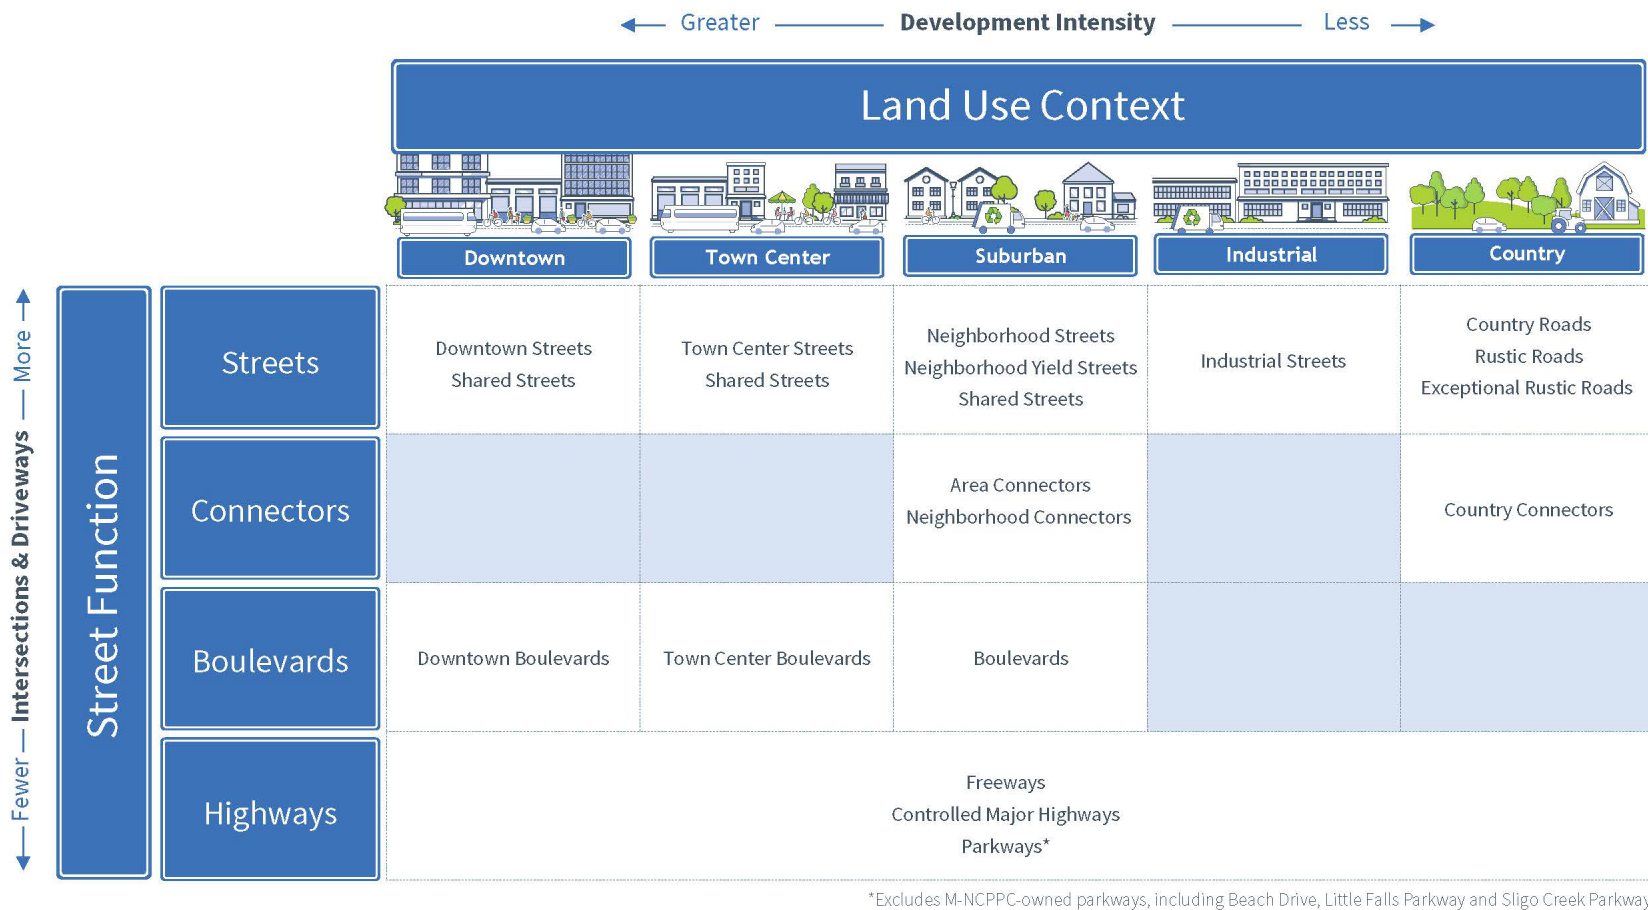 Greater Development Intensity Less
Land Use Context
Downtown
Town Center
Suburban
Industrial
Country
More
Intersections & Driveways
Fewer
Street Function
Streets
Downtown Streets
Shared Streets
Town Center Streets
Shared Streets
Neighborhood Streets
Neighborhood Yield Streets
Shared Streets
Industrial Streets
Country Roads
Rustic Roads
Exceptional Rustic Roads
Connectors
Area Connectors
Neighborhood Connectors
Country Connectors
Boulevards
Downtown Boulevards
Town Center Boulevards
Boulevards
Highways
Freeways
Controlled Major Highways
Parkways*
*Excludes M-NCPPC-owned parkways, including Beach Drive, Little Falls Parkway and Sligo Creek Parkway